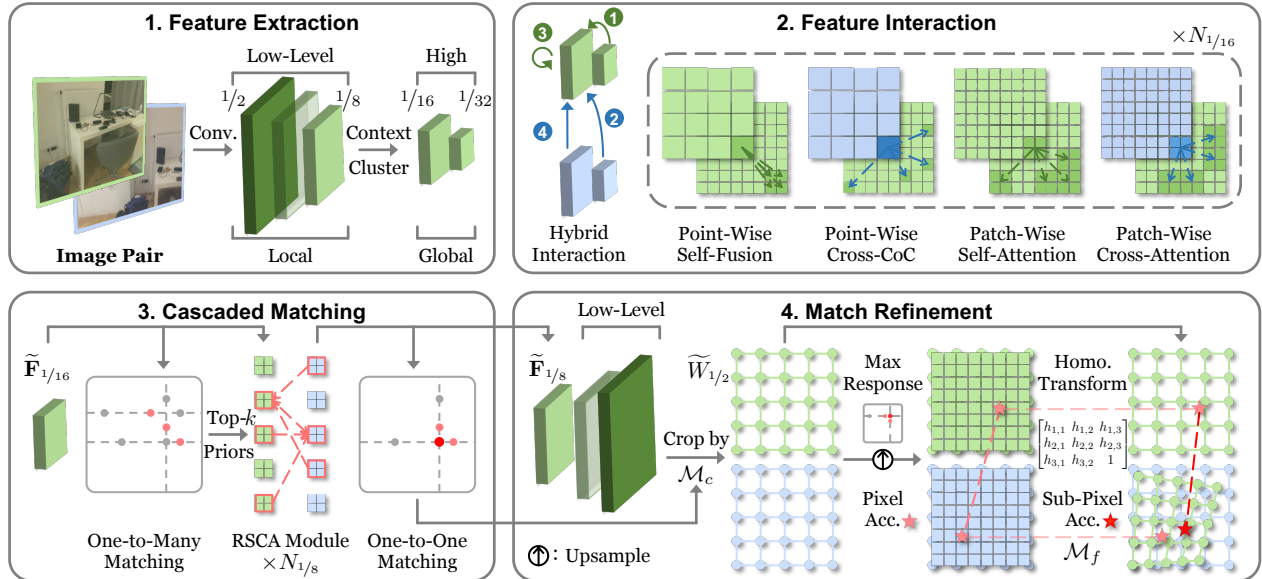 1. Feature Extraction
Low-Level
High
1/2
1/8
1/16
1/32
Conv.
Context
Cluster
Image Pair
Local
Global
2. Feature Interaction
×N1/16
1
3
4
2
Hybrid
Interaction
Point-Wise
Self-Fusion
Point-Wise
Cross-CoC
Patch-Wise
Self-Attention
Patch-Wise
Cross-Attention
3. Cascaded Matching
F̃1/16
Top-k
Priors
One-to-Many
Matching
RSCA Module
×N1/8
One-to-One
Matching
4. Match Refinement
Low-Level
F̃1/8
W̃1/2
Crop by
Mc
Max
Response
Homo.
Transform
h1,1 h1,2 h1,3
h2,1 h2,2 h2,3
h3,1 h3,2 1
Pixel
Acc.
Sub-Pixel
Acc.
Mf
: Upsample